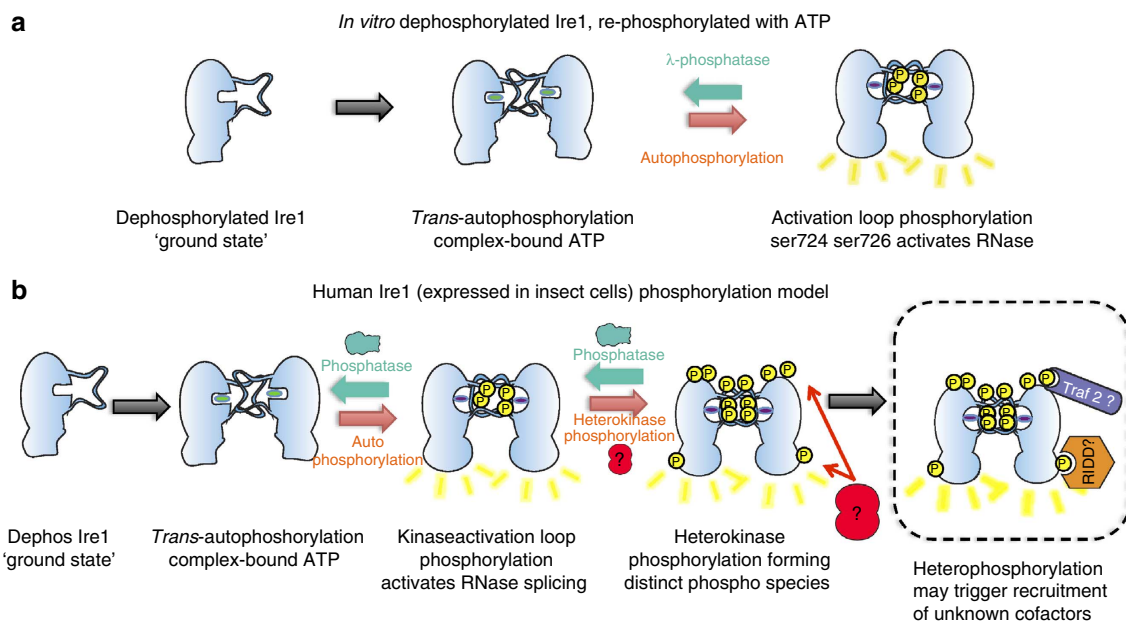 a
In vitro dephosphorylated Ire1, re-phosphorylated with ATP
λ-phosphatase
Autophosphorylation
P
P
P
P
Dephosphorylated Ire1
'ground state'
Trans-autophosphorylation
complex-bound ATP
Activation loop phosphorylation
ser724 ser726 activates RNase
b
Human Ire1 (expressed in insect cells) phosphorylation model
Phosphatase
Auto
phosphorylation
P
P
P
P
Phosphatase
Heterokinase
phosphorylation
?
P P P P P P
P P
P P
P P
P P
?
P P P P P
P P
P P
P P
P P
Traf 2 ?
RIDD?
Dephos Ire1
'ground state'
Trans-autophoshorylation
complex-bound ATP
Kinaseactivation loop
phosphorylation
activates RNase splicing
Heterokinase
phosphorylation forming
distinct phospho species
Heterophosphorylation
may trigger recruitment
of unknown cofactors